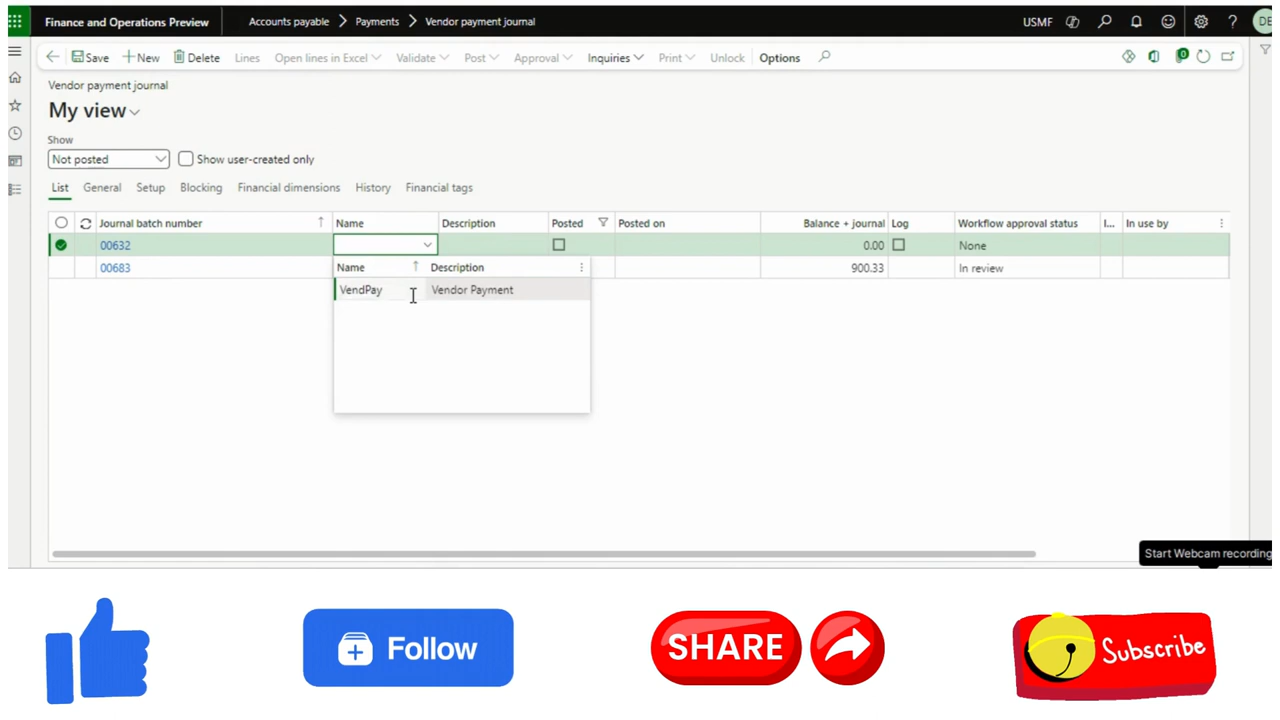 Finance and Operations Preview Accounts payable > Payments > Vendor payment journal USMF ? DE
Save + New Delete Lines Open lines in Excel Validate Post Approval Inquiries Print Unlock Options 0
Vendor payment journal
My view
Show
Not posted Show user-created only
List General Setup Blocking Financial dimensions History Financial tags
Journal batch number ↑ Name Description Posted Posted on Balance + journal Log Workflow approval status I... In use by
00632 0.00 None
Name ↑ Description
00683 900.33 In review
VendPay Vendor Payment
Start Webcam recording
Follow SHARE Subscribe